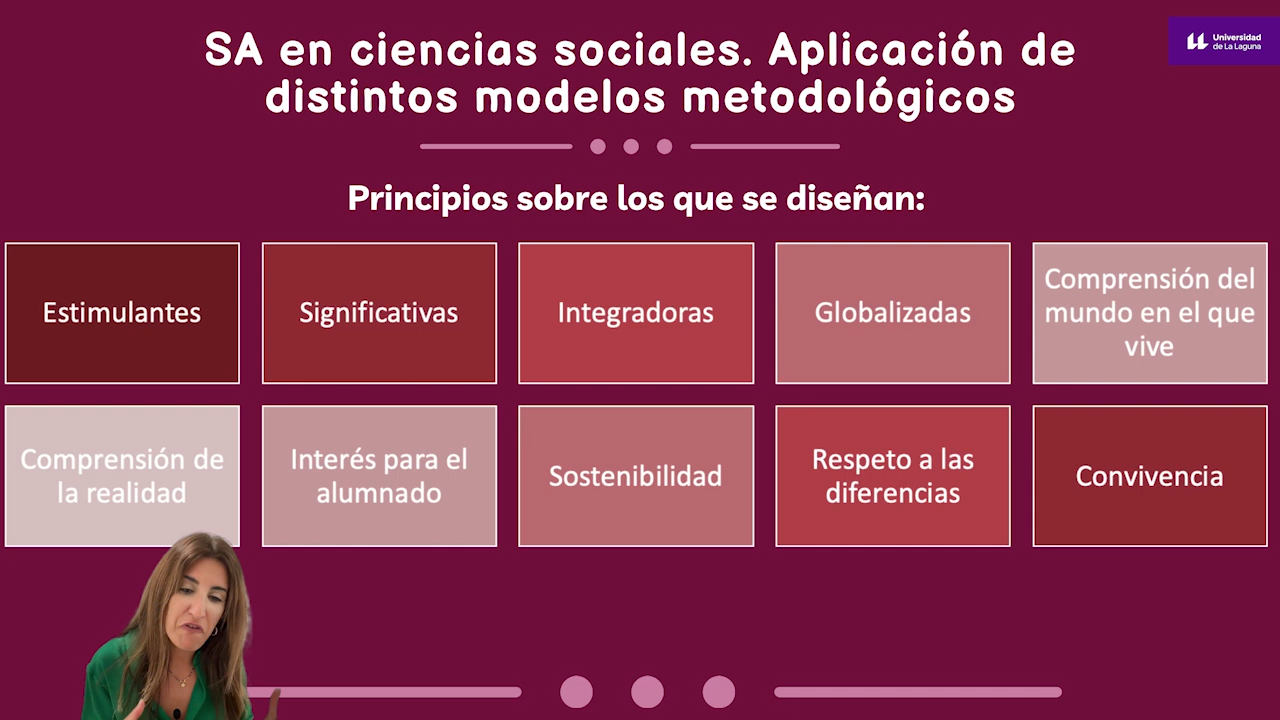 SA en ciencias sociales. Aplicación de
distintos modelos metodológicos
Universidad
de La Laguna
Principios sobre los que se diseñan:
Estimulantes
Significativas
Integradoras
Globalizadas
Comprensión del
mundo en el que
vive
Comprensión de
la realidad
Interés para el
alumnado
Sostenibilidad
Respeto a las
diferencias
Convivencia